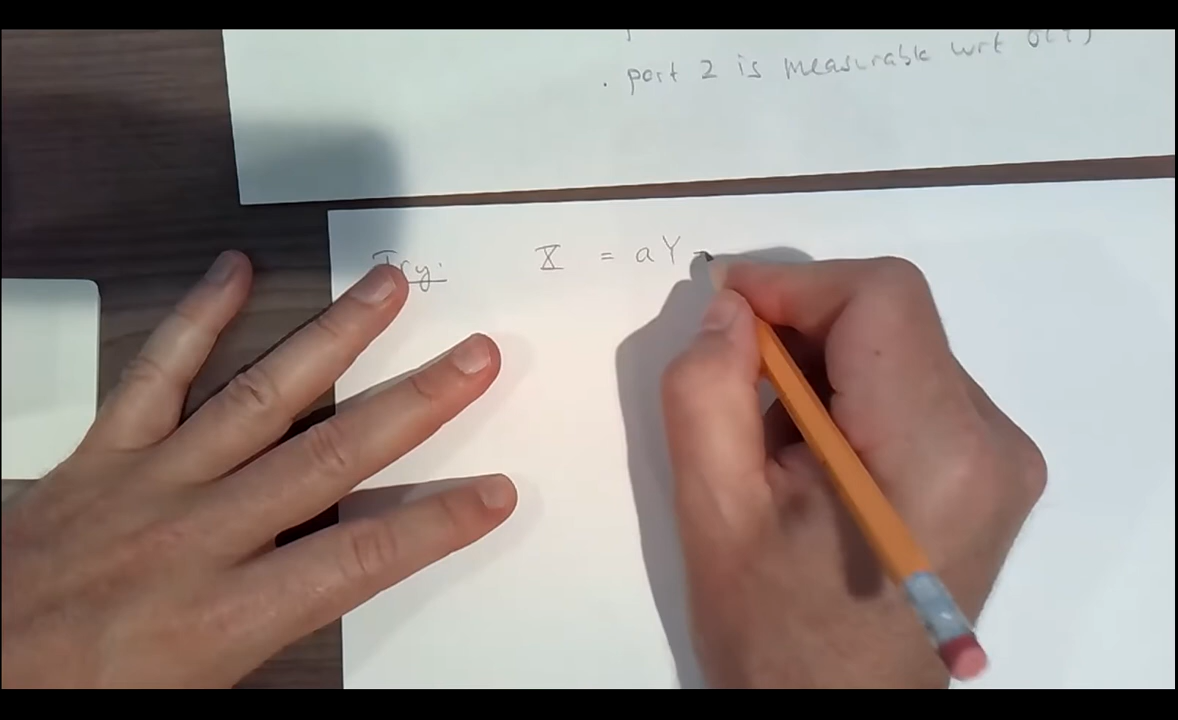 . part 2 is measurable wrt σ(Y)
Try: X = aY